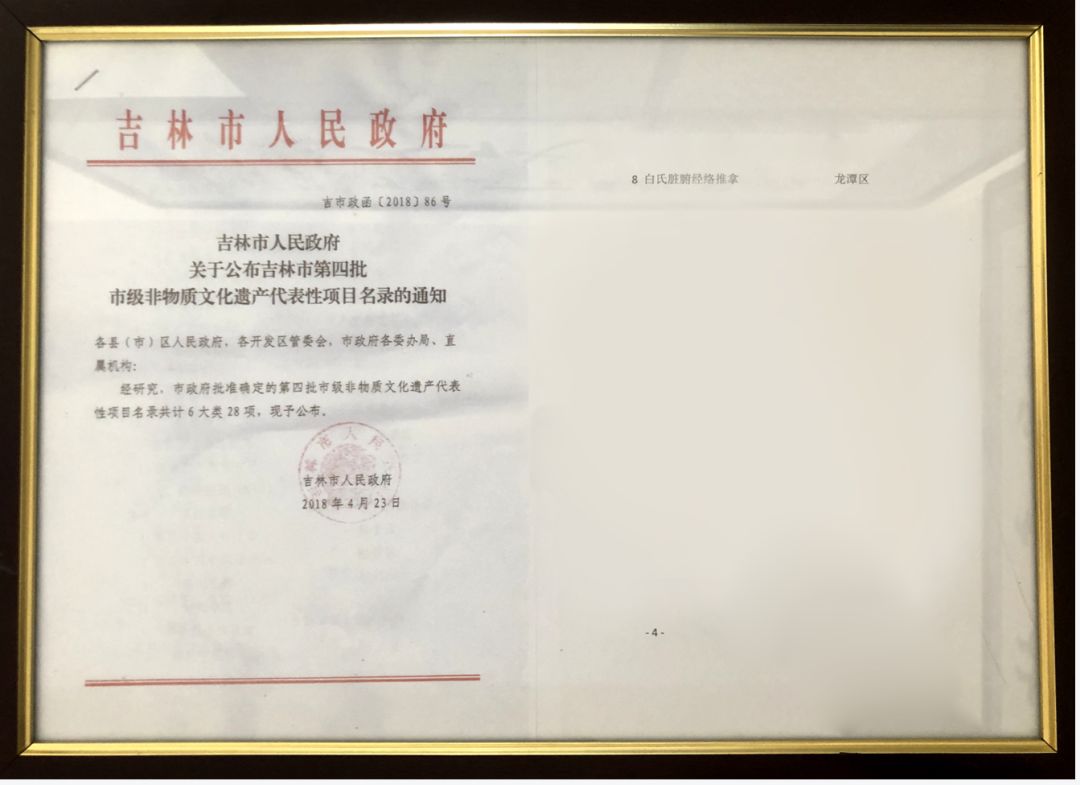 吉林市人民政府
吉市政函〔2018〕86号
吉林市人民政府
关于公布吉林市第四批
市级非物质文化遗产代表性项目名录的通知
各县（市）区人民政府，各开发区管委会，市政府各委办局、直
属机构：
经研究，市政府批准确定的第四批市级非物质文化遗产代表
性项目名录共计6大类28项，现予公布。
吉林市人民政府
2018年4月23日
8 白氏脏腑经络推拿 龙潭区
-4-